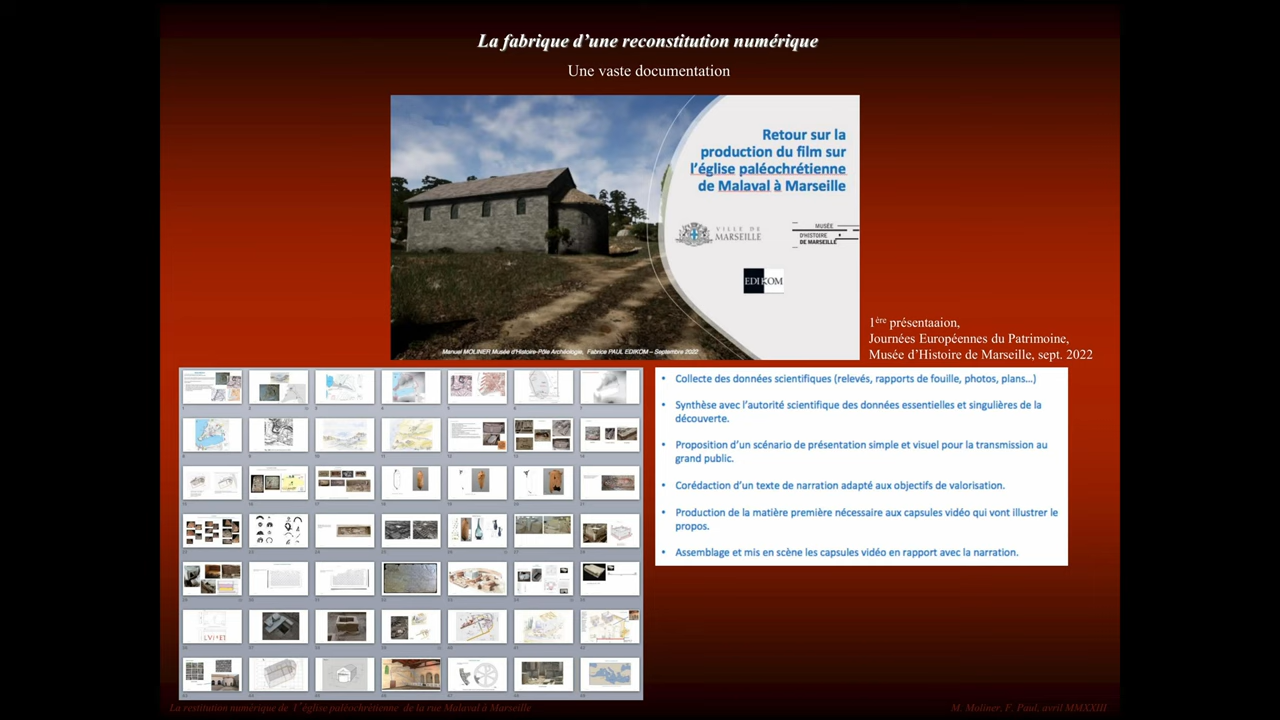 La fabrique d’une reconstitution numérique
Une vaste documentation
Retour sur la
production du film sur
l’église paléochrétienne
de Malaval à Marseille
VILLE DE
MARSEILLE
MUSÉE
D'HISTOIRE
DE MARSEILLE
EDIKOM
Manuel MOLINER Musée d'Histoire-Pôle Archéologie, Fabrice PAUL EDIKOM – Septembre 2022
1ère présentaaion,
Journées Européennes du Patrimoine,
Musée d’Histoire de Marseille, sept. 2022
• Collecte des données scientifiques (relevés, rapports de fouille, photos, plans…)
• Synthèse avec l’autorité scientifique des données essentielles et singulières de la
découverte.
• Proposition d’un scénario de présentation simple et visuel pour la transmission au
grand public.
• Corédaction d’un texte de narration adapté aux objectifs de valorisation.
• Production de la matière première nécessaire aux capsules vidéo qui vont illustrer le
propos.
• Assemblage et mis en scène les capsules vidéo en rapport avec la narration.
La restitution numérique de l’église paléochrétienne de la rue Malaval à Marseille
M. Moliner, F. Paul, avril MMXXIII